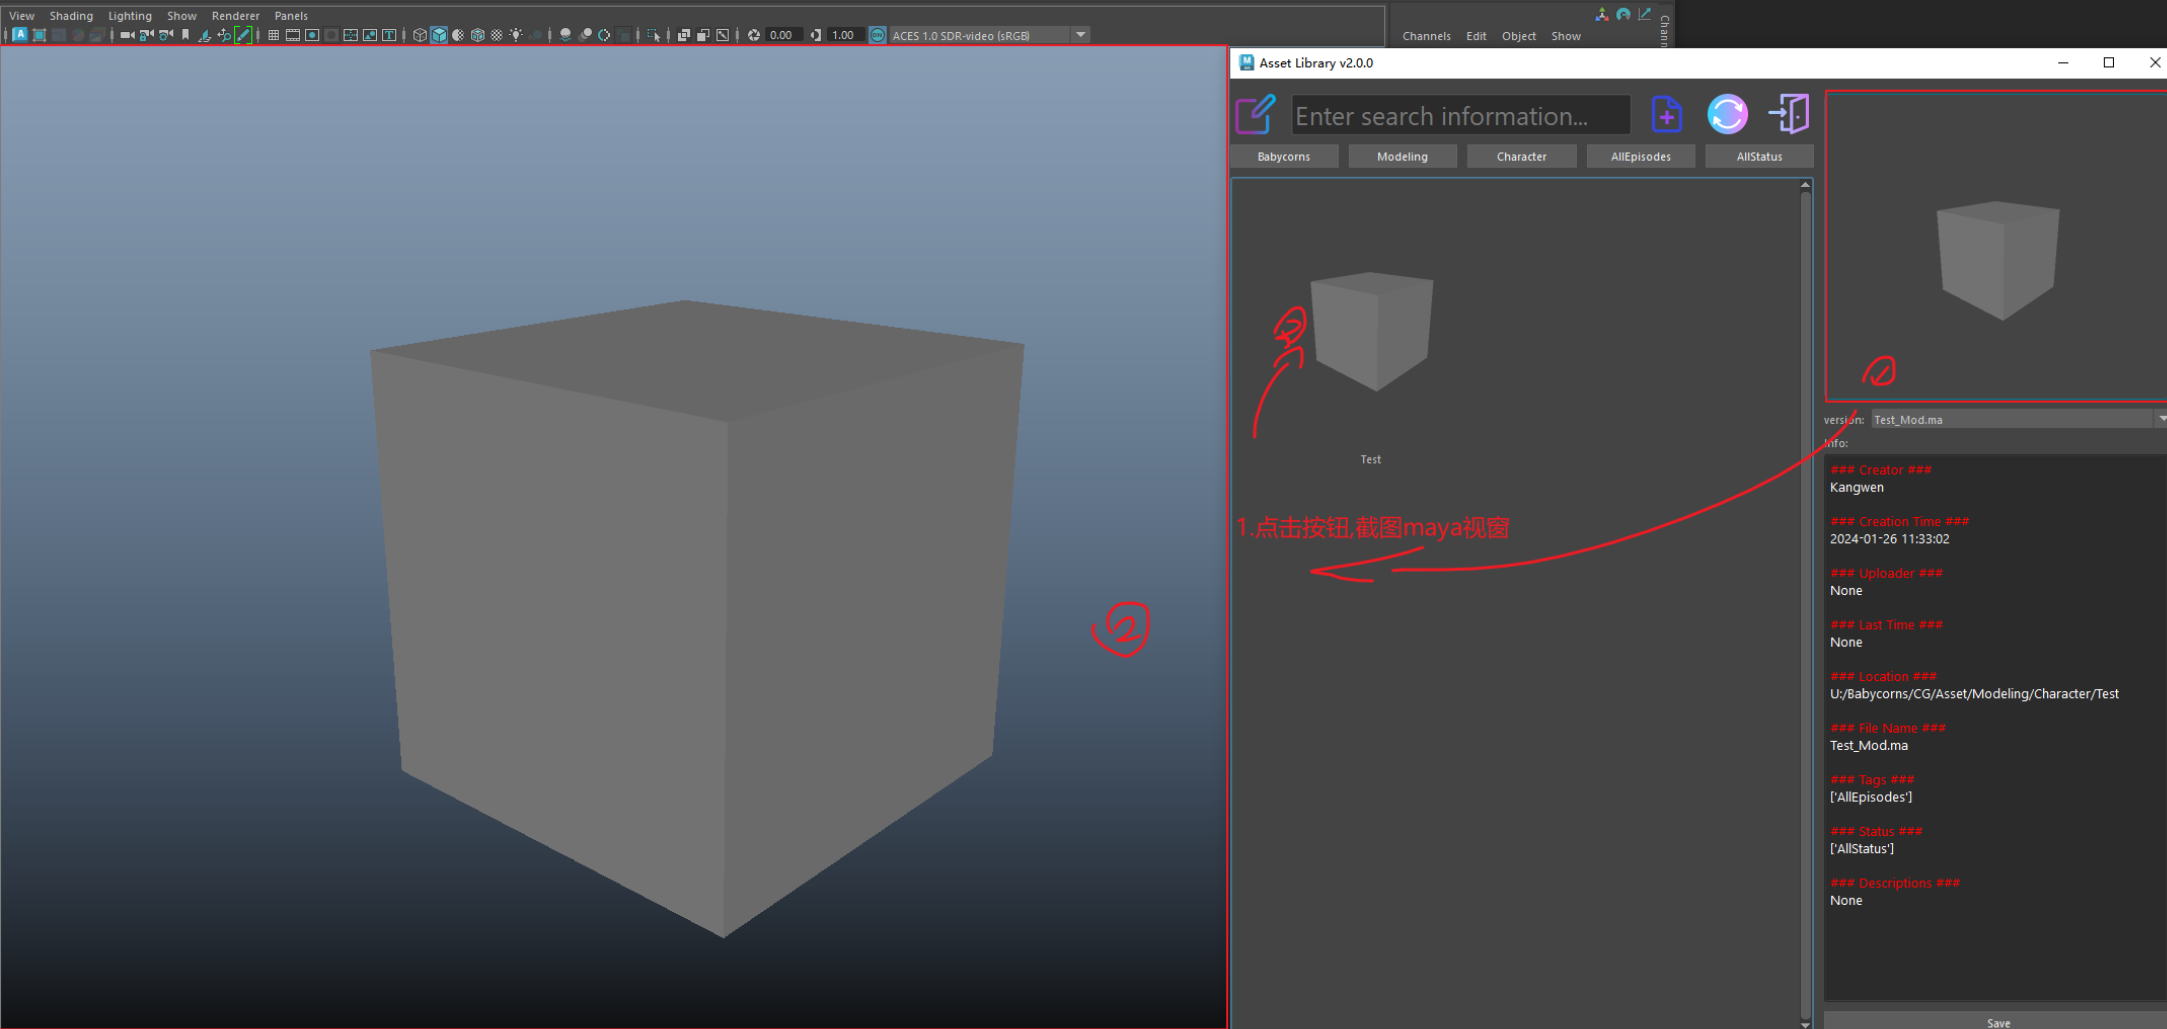 View Shading Lighting Show Renderer Panels
0.00 1.00 ACES 1.0 SDR-video (sRGB)
Channels Edit Object Show
Chann
Asset Library v2.0.0
Enter search information...
Babycorns Modeling Character AllEpisodes AllStatus
Test
1.点击按钮,截图maya视窗
2
version: Test_Mod.ma
Info:
### Creator ###
Kangwen
### Creation Time ###
2024-01-26 11:33:02
### Uploader ###
None
### Last Time ###
None
### Location ###
U:/Babycorns/CG/Asset/Modeling/Character/Test
### File Name ###
Test_Mod.ma
### Tags ###
['AllEpisodes']
### Status ###
['AllStatus']
### Descriptions ###
None
Save